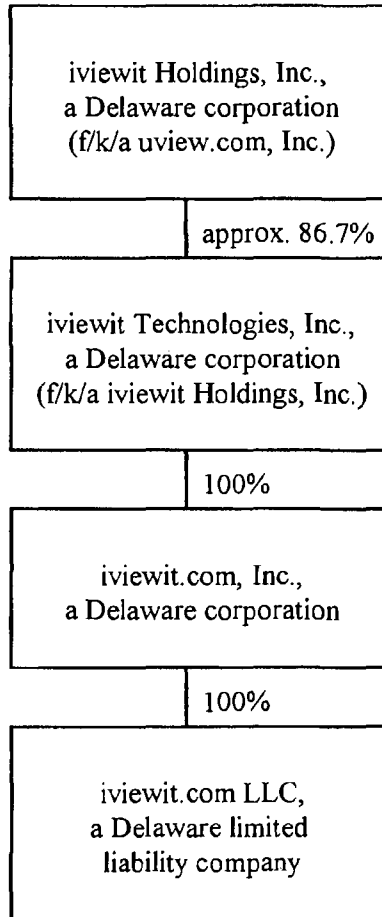 iviewit Holdings, Inc.,
a Delaware corporation
(f/k/a uview.com, Inc.)
approx. 86.7%
iviewit Technologies, Inc.,
a Delaware corporation
(f/k/a iviewit Holdings, Inc.)
100%
iviewit.com, Inc.,
a Delaware corporation
100%
iviewit.com LLC,
a Delaware limited
liability company